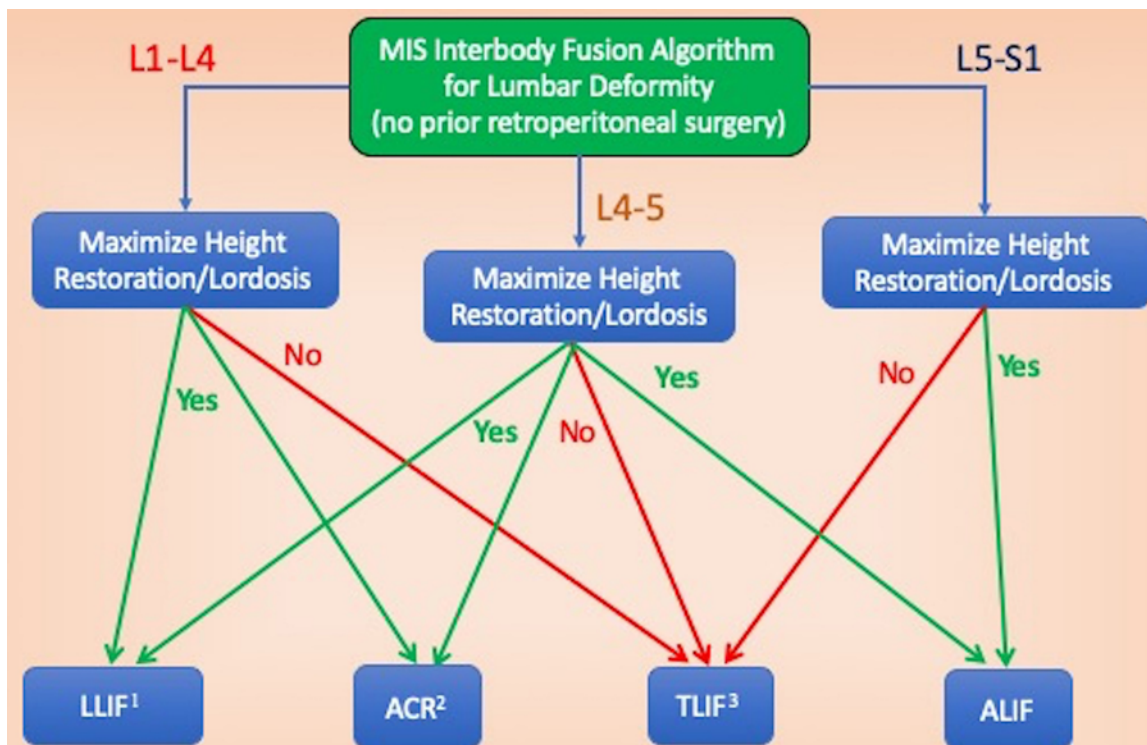 L1-L4
MIS Interbody Fusion Algorithm
for Lumbar Deformity
(no prior retroperitoneal surgery)
L5-S1
L4-5
Maximize Height
Restoration/Lordosis
Maximize Height
Restoration/Lordosis
Maximize Height
Restoration/Lordosis
No
Yes
Yes
No
Yes
No
Yes
LLIF¹
ACR²
TLIF³
ALIF